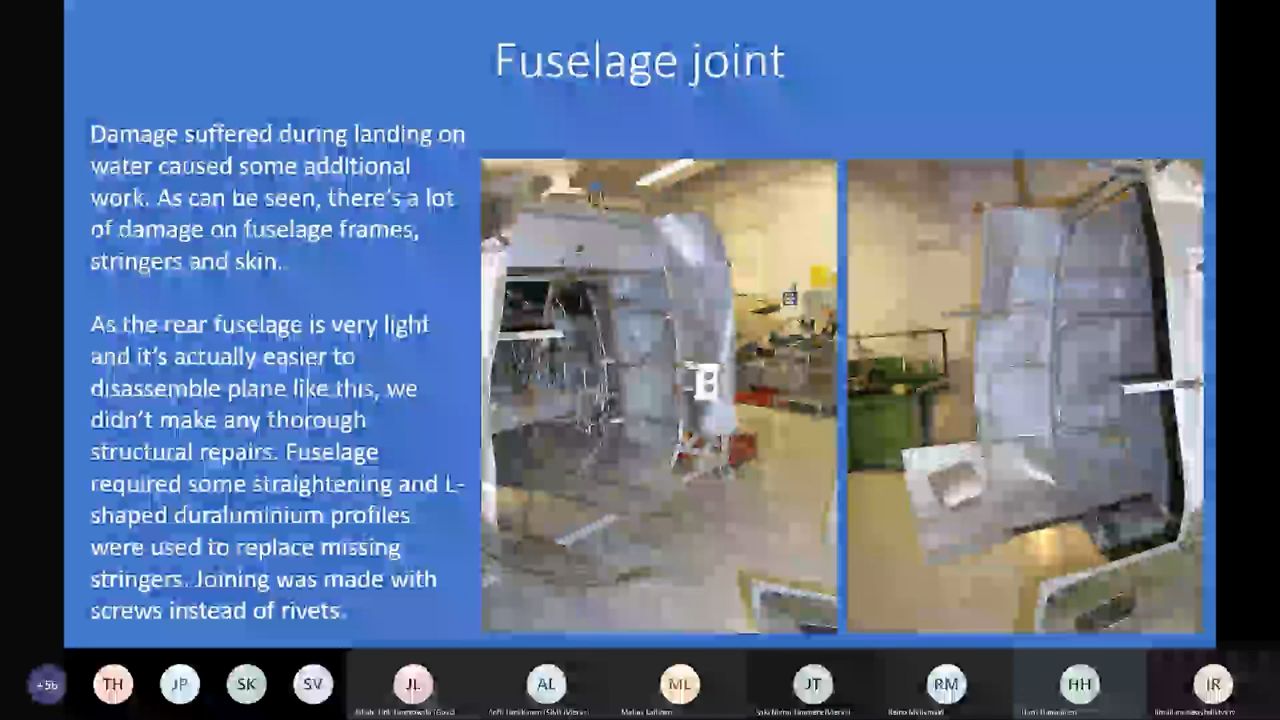 Fuselage joint
Damage suffered during landing on
water caused some additional
work. As can be seen, there's a lot
of damage on fuselage frames,
stringers and skin.
As the rear fuselage is very light
and it's actually easier to
disassemble plane like this, we
didn't make any thorough
structural repairs. Fuselage
required some straightening and L-
shaped duraluminium profiles
were used to replace missing
stringers. Joining was made with
screws instead of rivets.
+56 TH JP SK SV JL AL ML JT RM HH IR